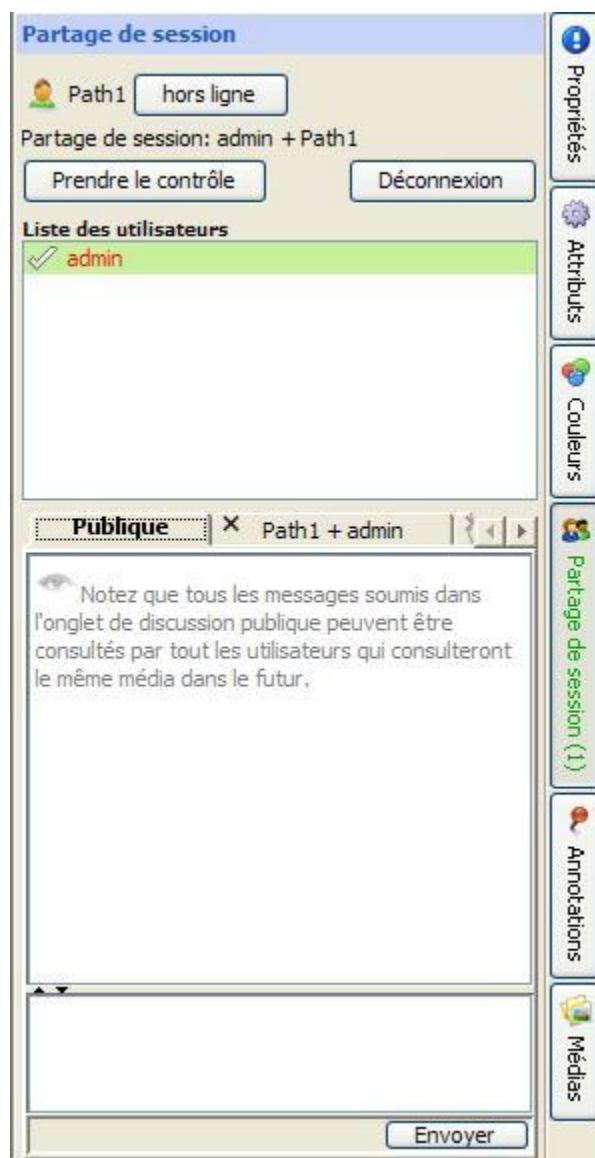 Partage de session
Path1 hors ligne
Partage de session: admin + Path1
Prendre le contrôle Déconnexion
Liste des utilisateurs
admin
Publique Path1 + admin
Notez que tous les messages soumis dans
l'onglet de discussion publique peuvent être
consultés par tout les utilisateurs qui consulteront
le même média dans le futur.
Envoyer
Propriétés
Attributs
Couleurs
Partage de session (1)
Annotations
Médias